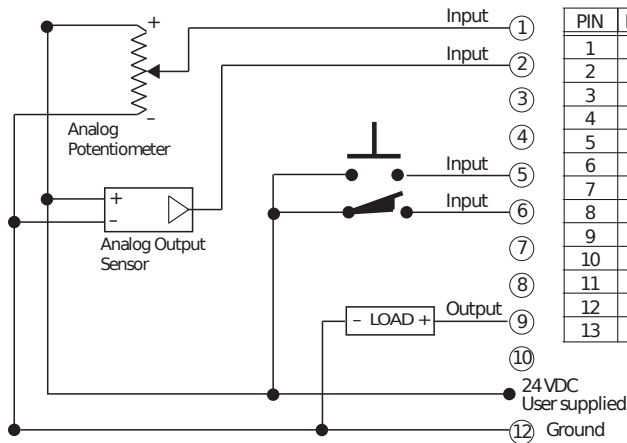 +
Input
1
Input
2
3
–
Analog
Potentiometer
4
Input
5
+
–
Input
6
Analog Output
Sensor
7
8
– LOAD +
Output
9
10
24 VDC
User supplied
12
Ground
PIN
1
2
3
4
5
6
7
8
9
10
11
12
13